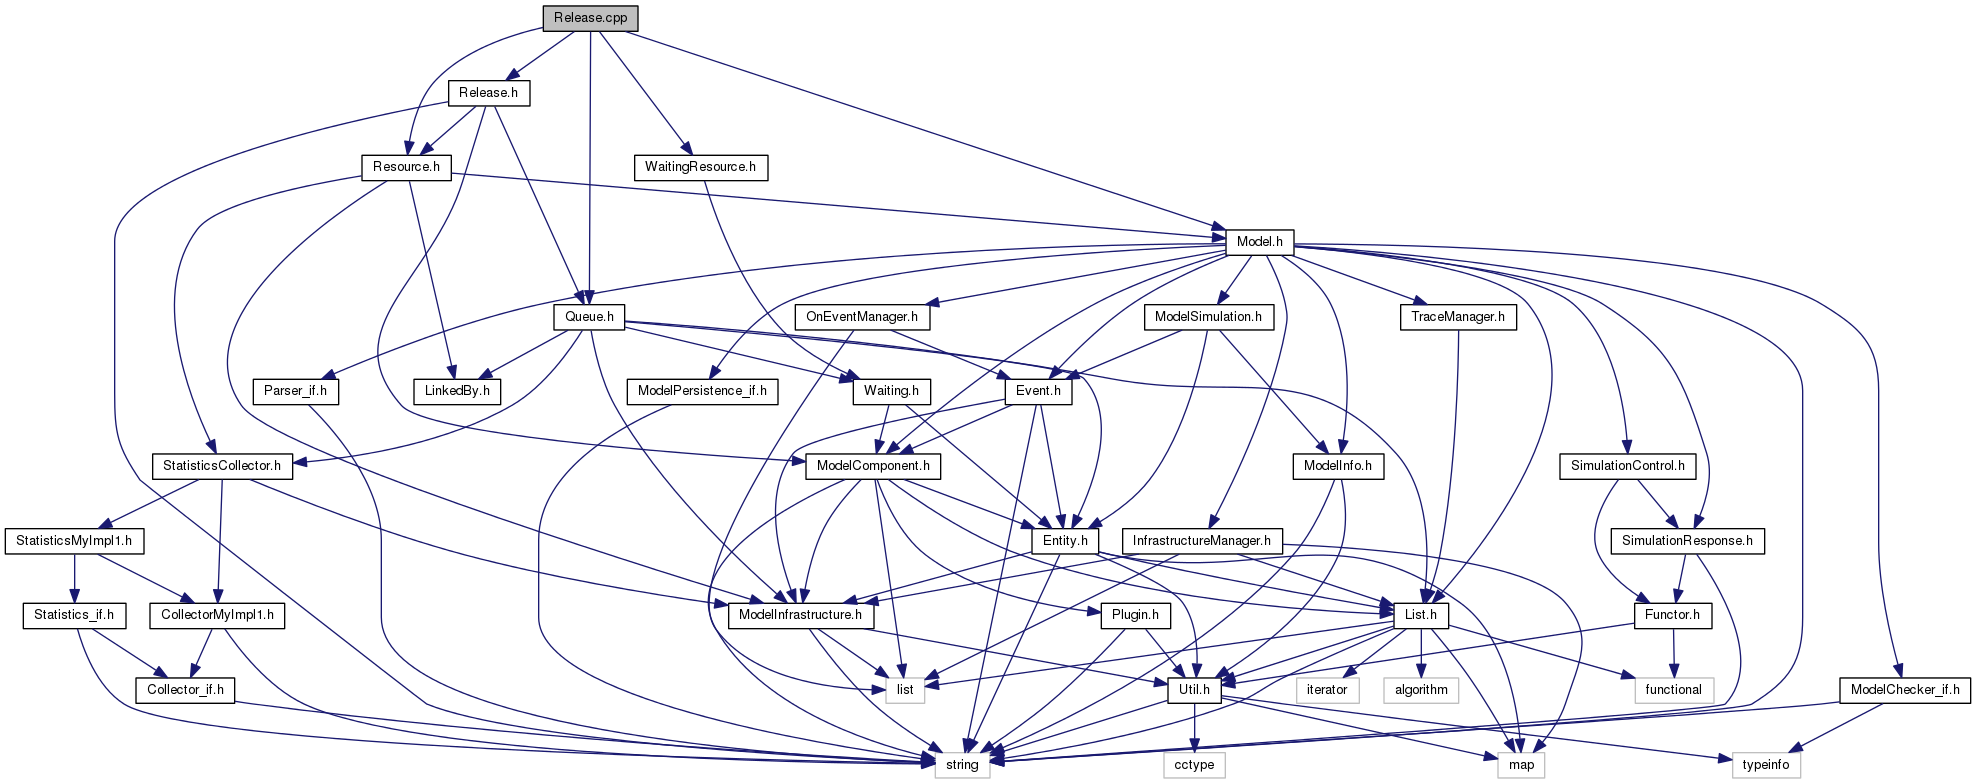 Release.cpp
Release.h
Resource.h
WaitingResource.h
Model.h
Queue.h
OnEventManager.h
ModelSimulation.h
TraceManager.h
Parser_if.h
LinkedBy.h
ModelPersistence_if.h
Waiting.h
Event.h
StatisticsCollector.h
ModelComponent.h
ModelInfo.h
SimulationControl.h
StatisticsMyImpl1.h
Entity.h
InfrastructureManager.h
SimulationResponse.h
Statistics_if.h
CollectorMyImpl1.h
ModelInfrastructure.h
Plugin.h
List.h
Functor.h
Collector_if.h
list
Util.h
iterator
algorithm
functional
ModelChecker_if.h
string
cctype
map
typeinfo